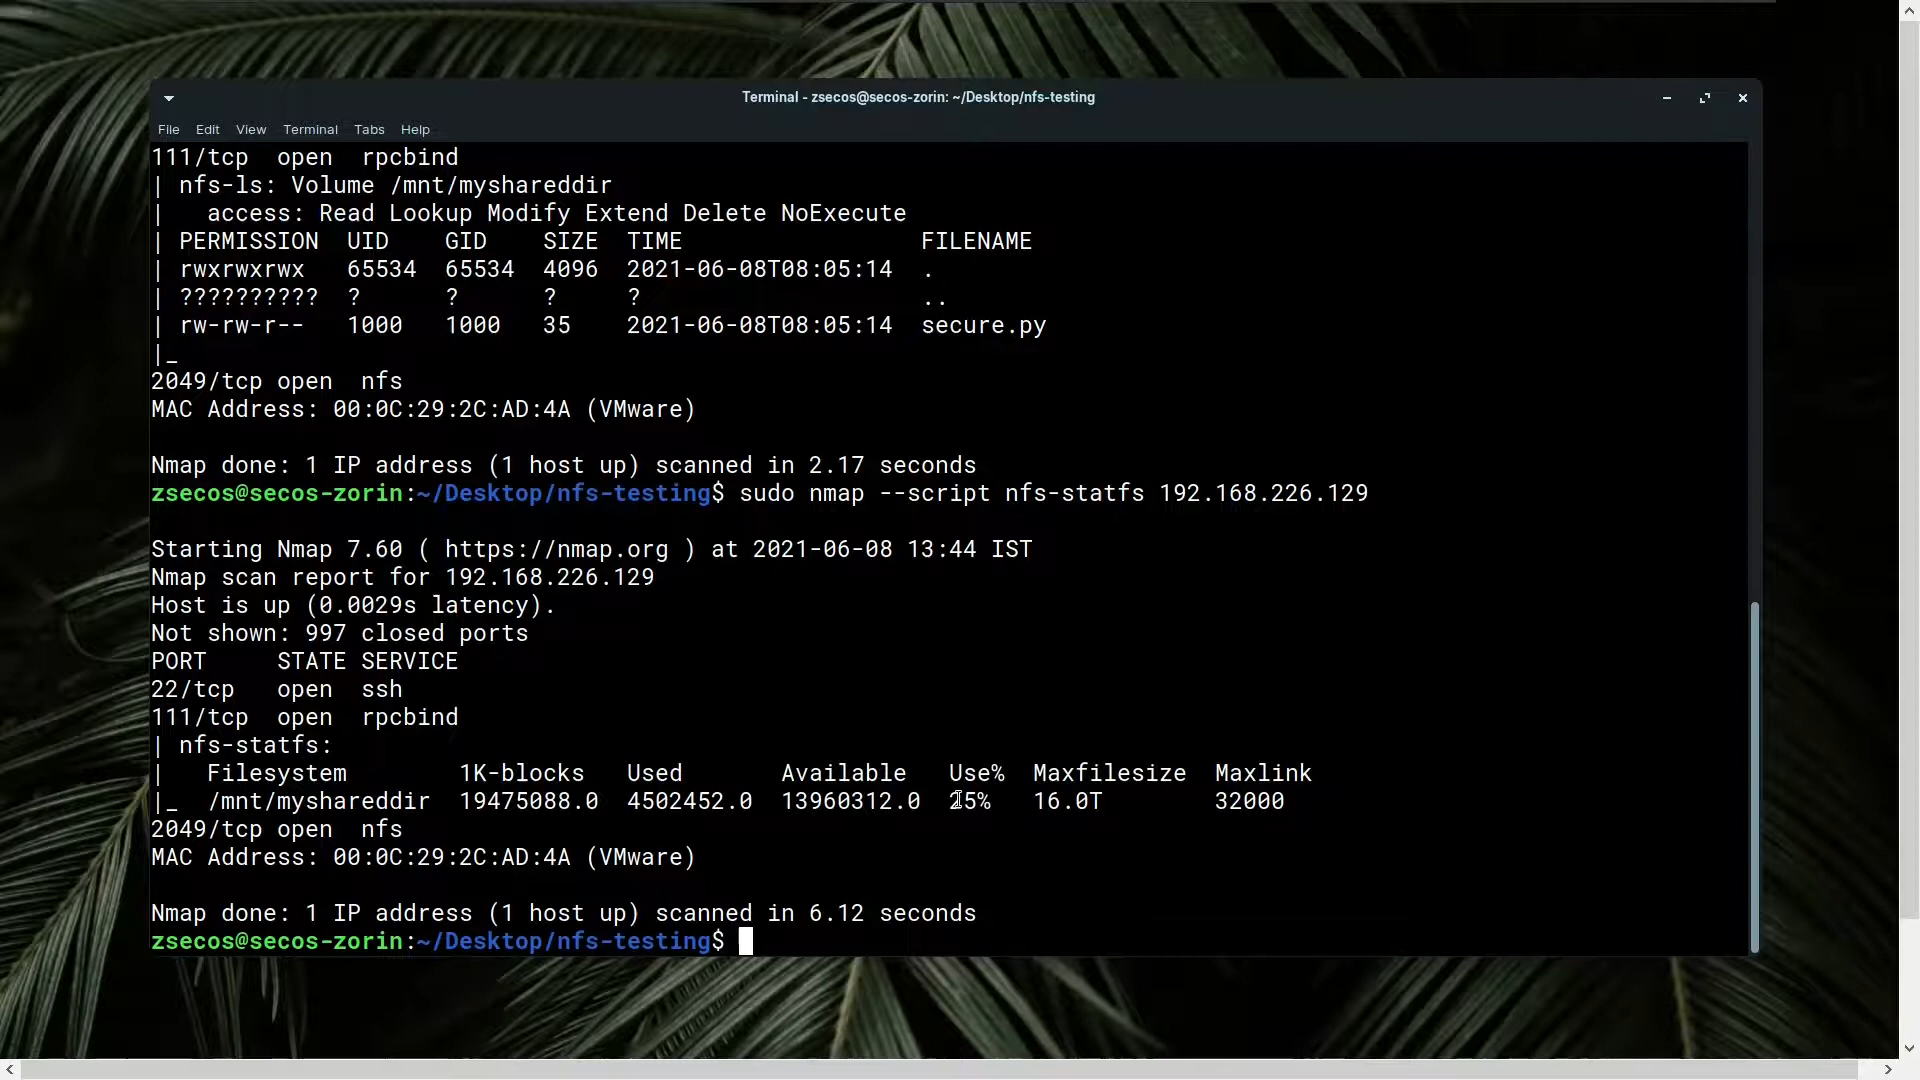 Terminal - zsecos@secos-zorin: ~/Desktop/nfs-testing
File Edit View Terminal Tabs Help
111/tcp  open  rpcbind
| nfs-ls: Volume /mnt/myshareddir
|   access: Read Lookup Modify Extend Delete NoExecute
| PERMISSION  UID    GID    SIZE  TIME                 FILENAME
| rwxrwxrwx   65534  65534  4096  2021-06-08T08:05:14  .
| ??????????  ?      ?      ?     ?                    ..
| rw-rw-r--   1000   1000   35    2021-06-08T08:05:14  secure.py
|_
2049/tcp open  nfs
MAC Address: 00:0C:29:2C:AD:4A (VMware)
Nmap done: 1 IP address (1 host up) scanned in 2.17 seconds
zsecos@secos-zorin:~/Desktop/nfs-testing$ sudo nmap --script nfs-statfs 192.168.226.129
Starting Nmap 7.60 ( https://nmap.org ) at 2021-06-08 13:44 IST
Nmap scan report for 192.168.226.129
Host is up (0.0029s latency).
Not shown: 997 closed ports
PORT     STATE SERVICE
22/tcp   open  ssh
111/tcp  open  rpcbind
| nfs-statfs:
|   Filesystem        1K-blocks   Used       Available   Use%  Maxfilesize  Maxlink
|_  /mnt/myshareddir  19475088.0  4502452.0  13960312.0  25%   16.0T        32000
2049/tcp open  nfs
MAC Address: 00:0C:29:2C:AD:4A (VMware)
Nmap done: 1 IP address (1 host up) scanned in 6.12 seconds
zsecos@secos-zorin:~/Desktop/nfs-testing$